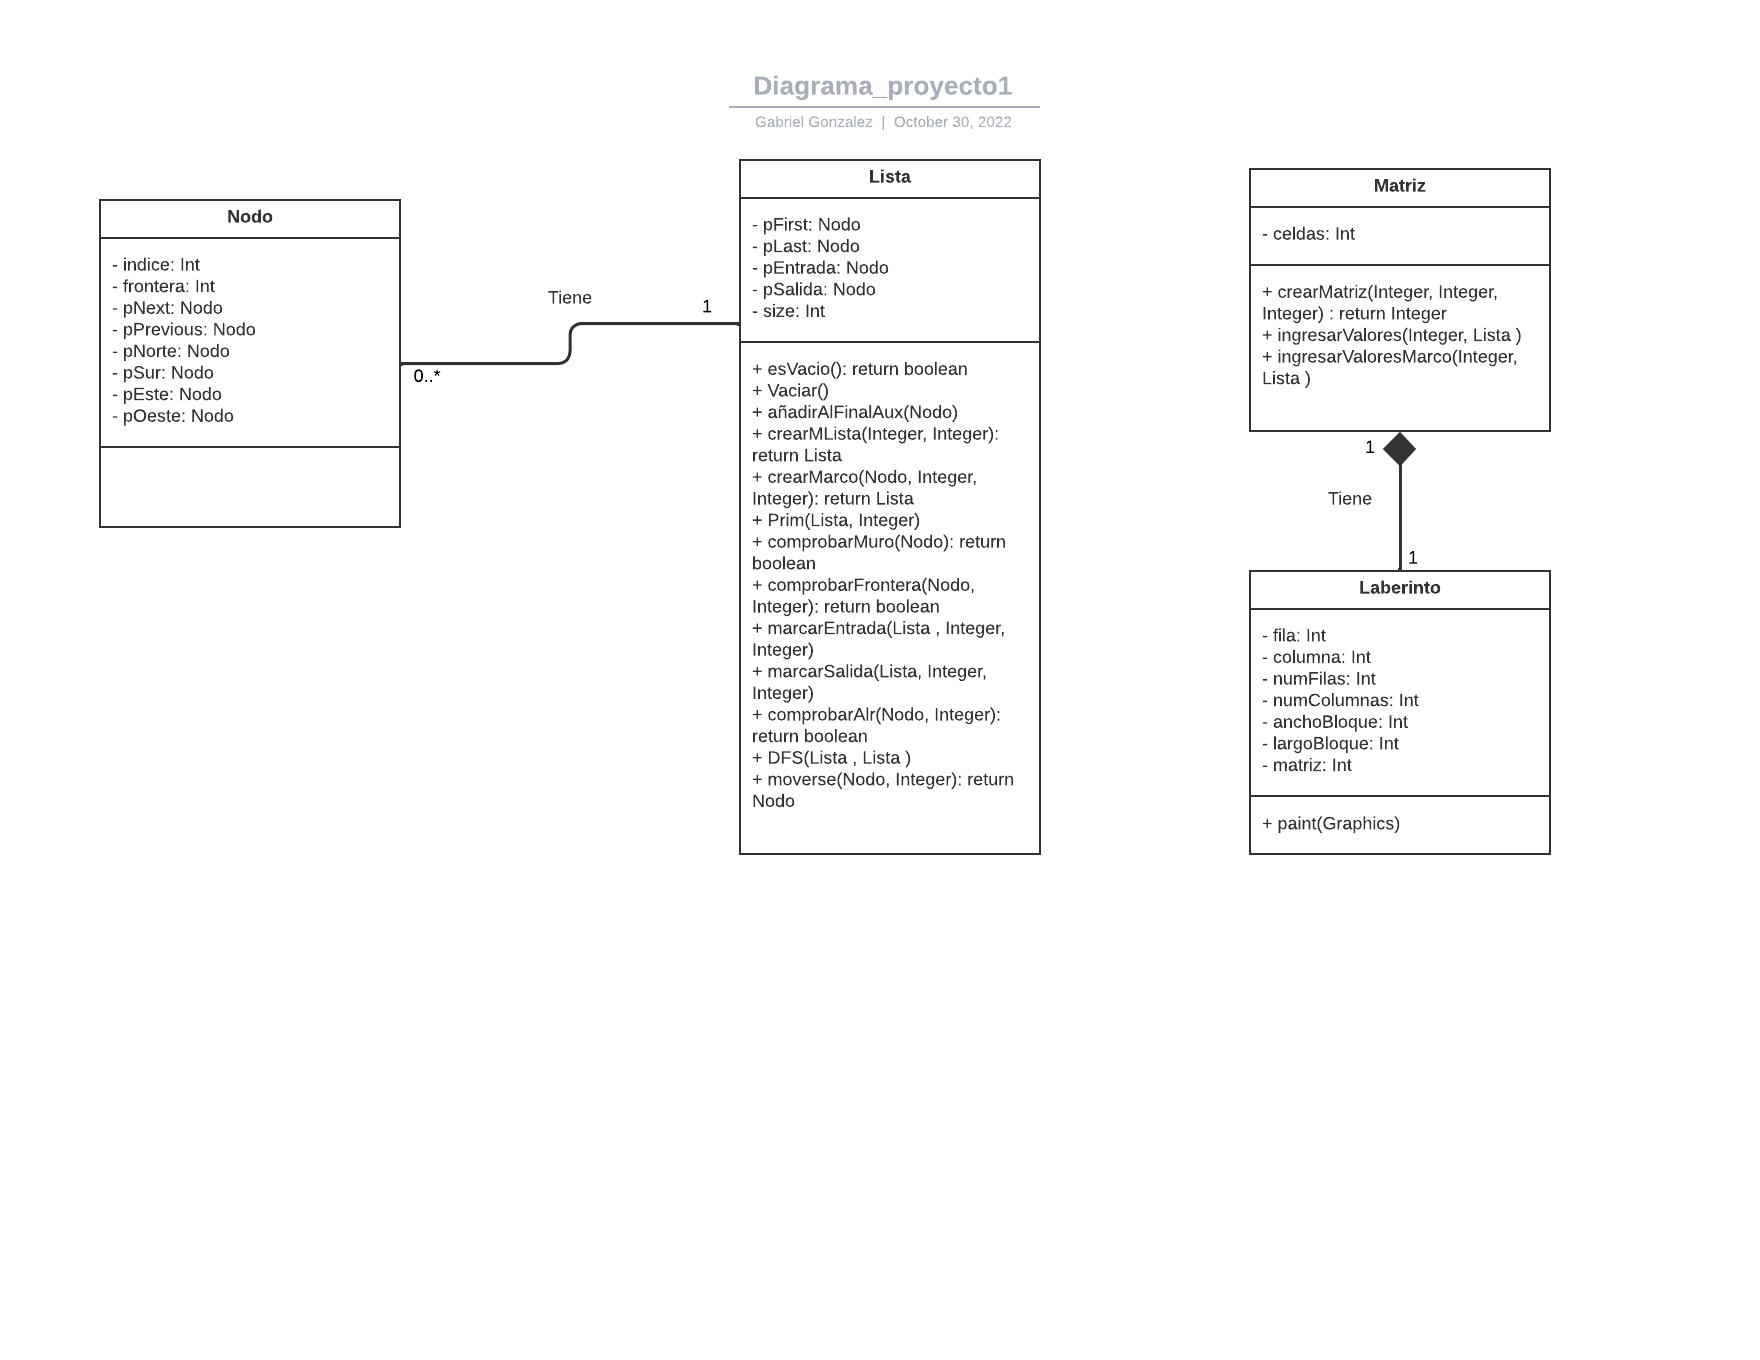 Diagrama_proyecto1
Gabriel Gonzalez | October 30, 2022
Nodo
- indice: Int
- frontera: Int
- pNext: Nodo
- pPrevious: Nodo
- pNorte: Nodo
- pSur: Nodo
- pEste: Nodo
- pOeste: Nodo
Tiene
1
0..*
Lista
- pFirst: Nodo
- pLast: Nodo
- pEntrada: Nodo
- pSalida: Nodo
- size: Int
+ esVacio(): return boolean
+ Vaciar()
+ añadirAlFinalAux(Nodo)
+ crearMLista(Integer, Integer):
return Lista
+ crearMarco(Nodo, Integer,
Integer): return Lista
+ Prim(Lista, Integer)
+ comprobarMuro(Nodo): return
boolean
+ comprobarFrontera(Nodo,
Integer): return boolean
+ marcarEntrada(Lista , Integer,
Integer)
+ marcarSalida(Lista, Integer,
Integer)
+ comprobarAlr(Nodo, Integer):
return boolean
+ DFS(Lista , Lista )
+ moverse(Nodo, Integer): return
Nodo
Matriz
- celdas: Int
+ crearMatriz(Integer, Integer,
Integer) : return Integer
+ ingresarValores(Integer, Lista )
+ ingresarValoresMarco(Integer,
Lista )
1
Tiene
1
Laberinto
- fila: Int
- columna: Int
- numFilas: Int
- numColumnas: Int
- anchoBloque: Int
- largoBloque: Int
- matriz: Int
+ paint(Graphics)